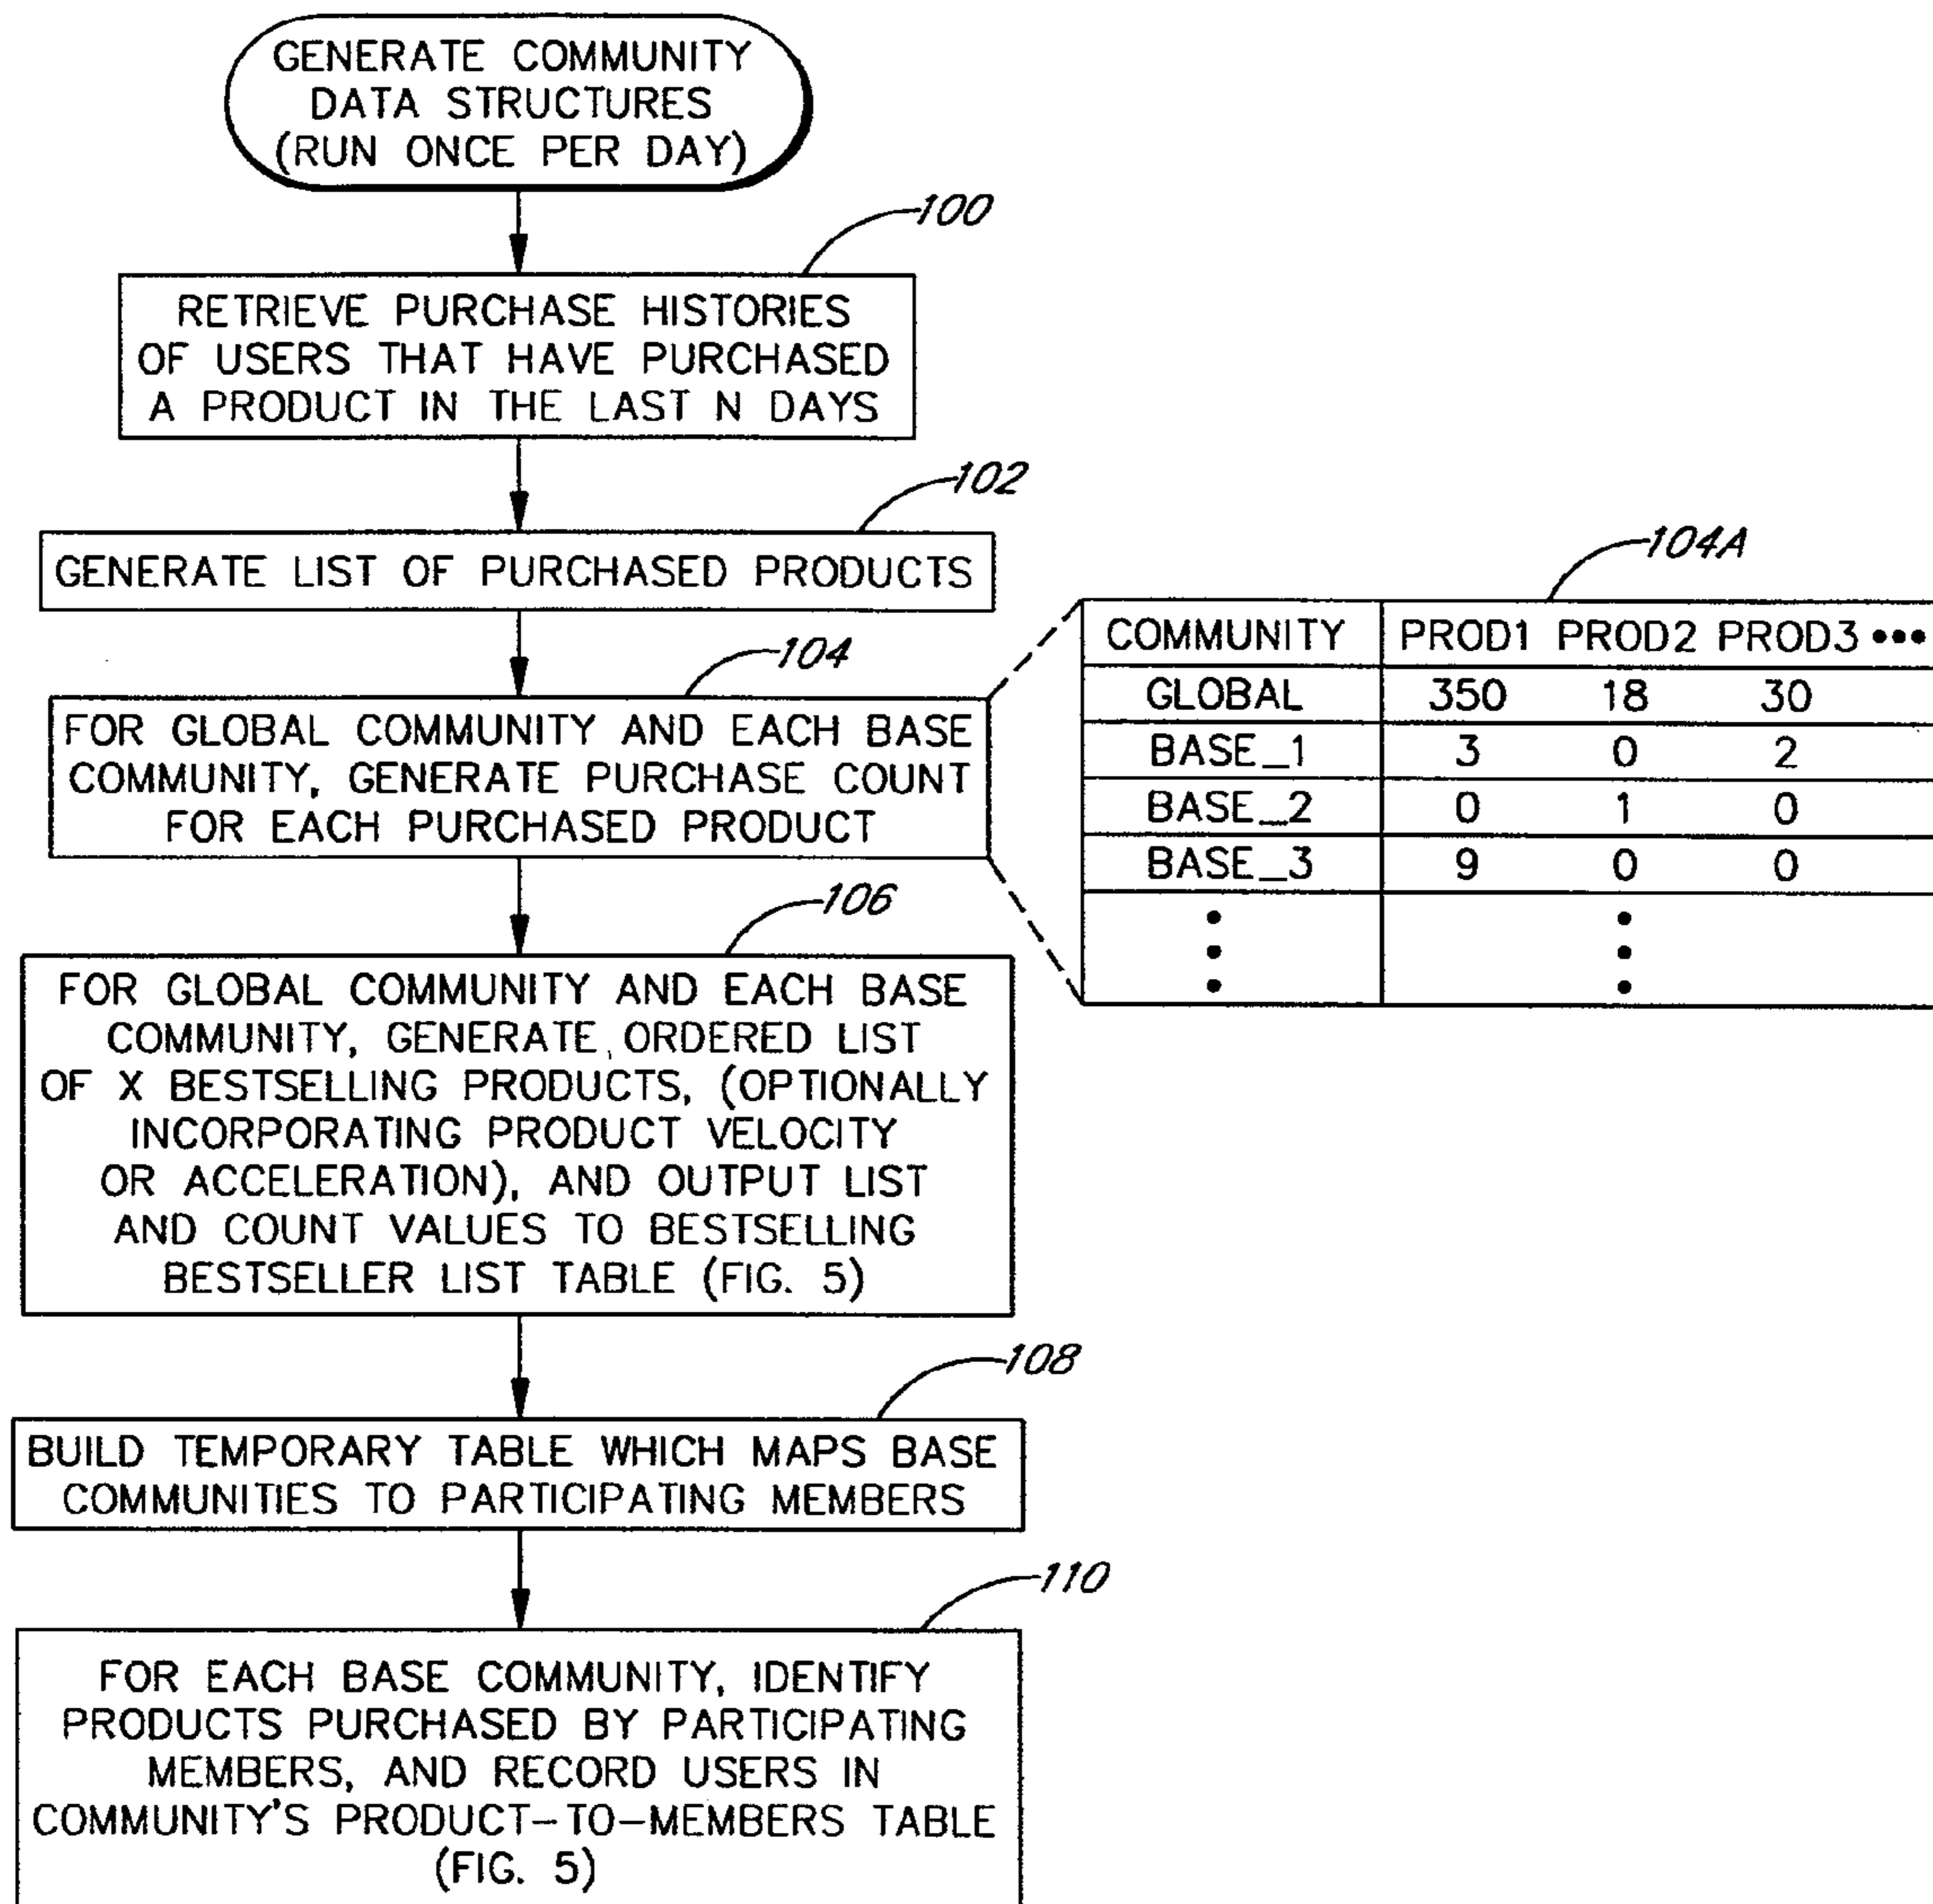 GENERATE COMMUNITY
DATA STRUCTURES
(RUN ONCE PER DAY)
100
RETRIEVE PURCHASE HISTORIES
OF USERS THAT HAVE PURCHASED
A PRODUCT IN THE LAST N DAYS
102
GENERATE LIST OF PURCHASED PRODUCTS
104
FOR GLOBAL COMMUNITY AND EACH BASE
COMMUNITY, GENERATE PURCHASE COUNT
FOR EACH PURCHASED PRODUCT
104A
COMMUNITY PROD1 PROD2 PROD3 •••
GLOBAL 350 18 30
BASE_1 3 0 2
BASE_2 0 1 0
BASE_3 9 0 0
106
FOR GLOBAL COMMUNITY AND EACH BASE
COMMUNITY, GENERATE ORDERED LIST
OF X BESTSELLING PRODUCTS, (OPTIONALLY
INCORPORATING PRODUCT VELOCITY
OR ACCELERATION), AND OUTPUT LIST
AND COUNT VALUES TO BESTSELLING
BESTSELLER LIST TABLE (FIG. 5)
108
BUILD TEMPORARY TABLE WHICH MAPS BASE
COMMUNITIES TO PARTICIPATING MEMBERS
110
FOR EACH BASE COMMUNITY, IDENTIFY
PRODUCTS PURCHASED BY PARTICIPATING
MEMBERS, AND RECORD USERS IN
COMMUNITY'S PRODUCT-TO-MEMBERS TABLE
(FIG. 5)